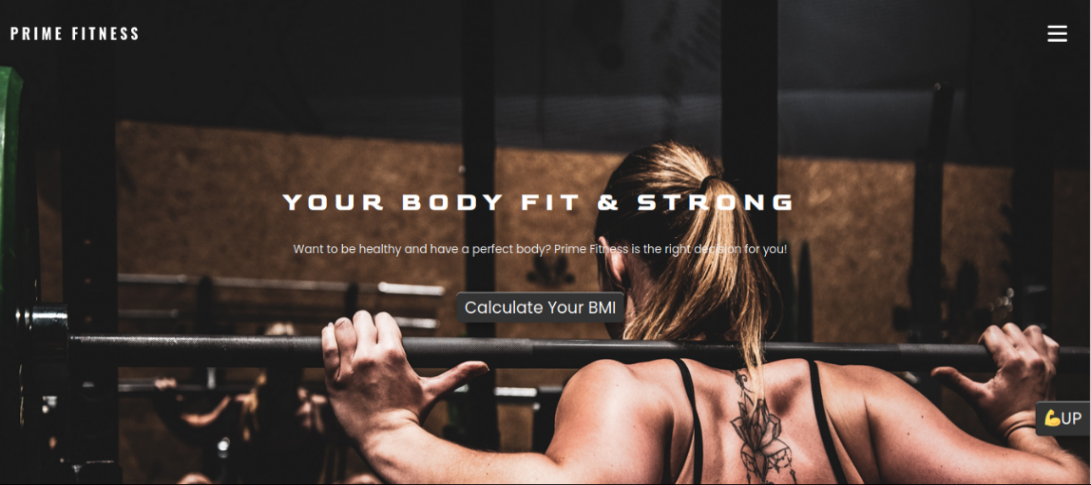 PRIME FITNESS
YOUR BODY FIT & STRONG
Want to be healthy and have a perfect body? Prime Fitness is the right decision for you!
Calculate Your BMI
💪UP